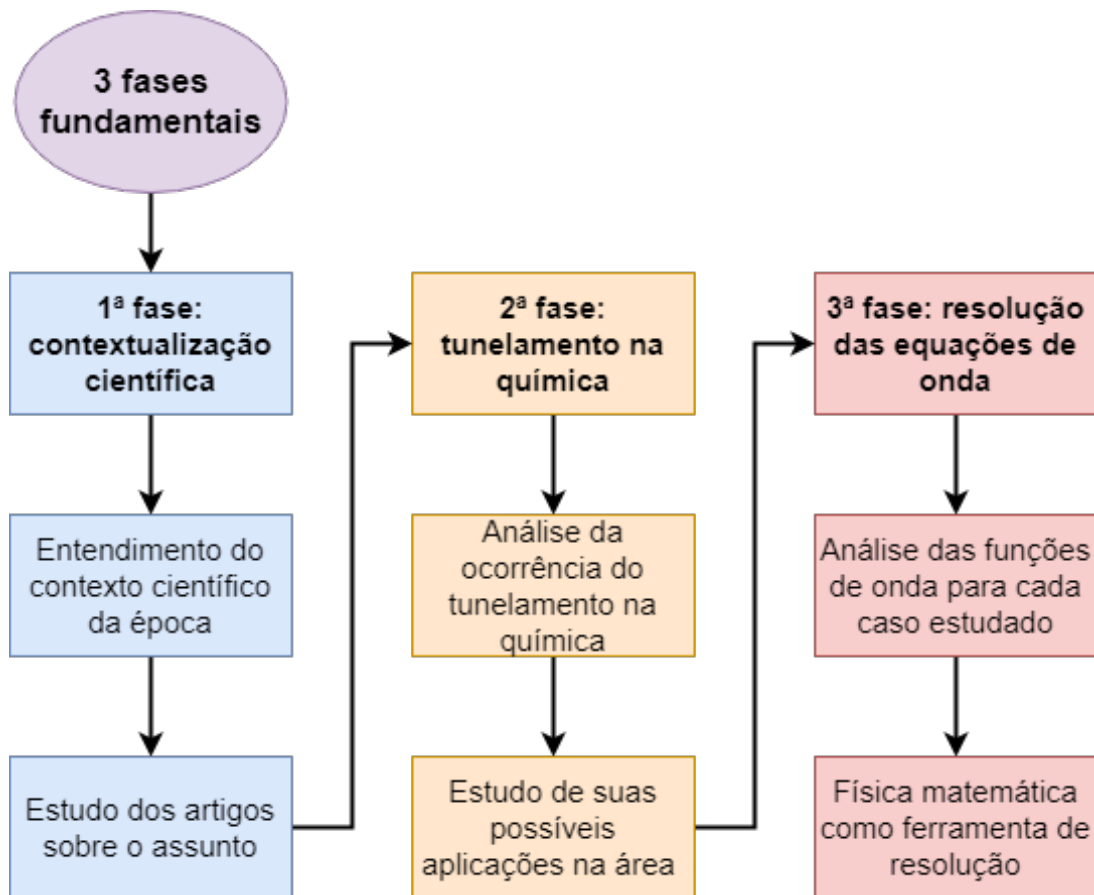 3 fases
fundamentais
1ª fase:
contextualização
científica
Entendimento do
contexto científico
da época
Estudo dos artigos
sobre o assunto
2ª fase:
tunelamento na
química
Análise da
ocorrência do
tunelamento na
química
Estudo de suas
possíveis
aplicações na área
3ª fase: resolução
das equações de
onda
Análise das funções
de onda para cada
caso estudado
Física matemática
como ferramenta de
resolução